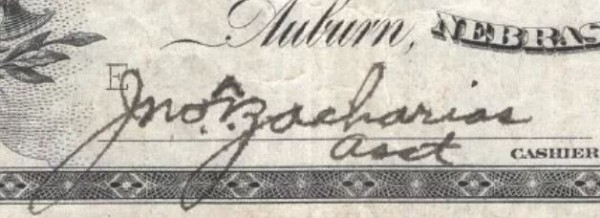 Auburn, NEBRAS
E
Jno. Zacharias
Asst CASHIER